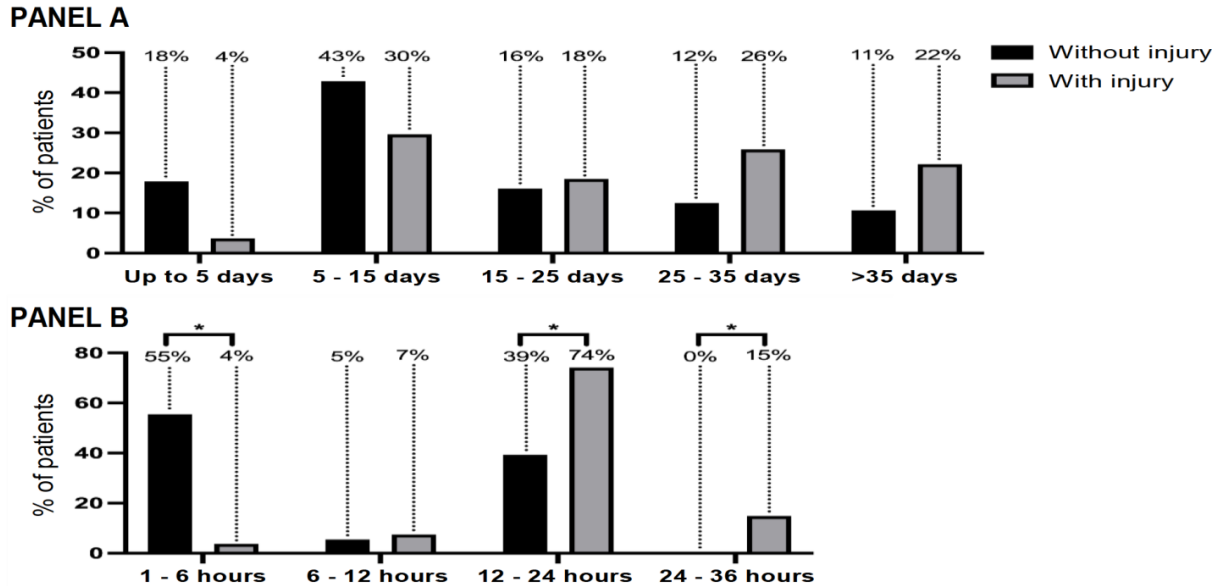 PANEL A
50 18% 4% 43% 30% 16% 18% 12% 26% 11% 22%
Without injury
With injury
40
30
20
10
0
% of patients
Up to 5 days 5 - 15 days 15 - 25 days 25 - 35 days >35 days
PANEL B
* * *
80 55% 4% 5% 7% 39% 74% 0% 15%
60
40
20
0
% of patients
1 - 6 hours 6 - 12 hours 12 - 24 hours 24 - 36 hours